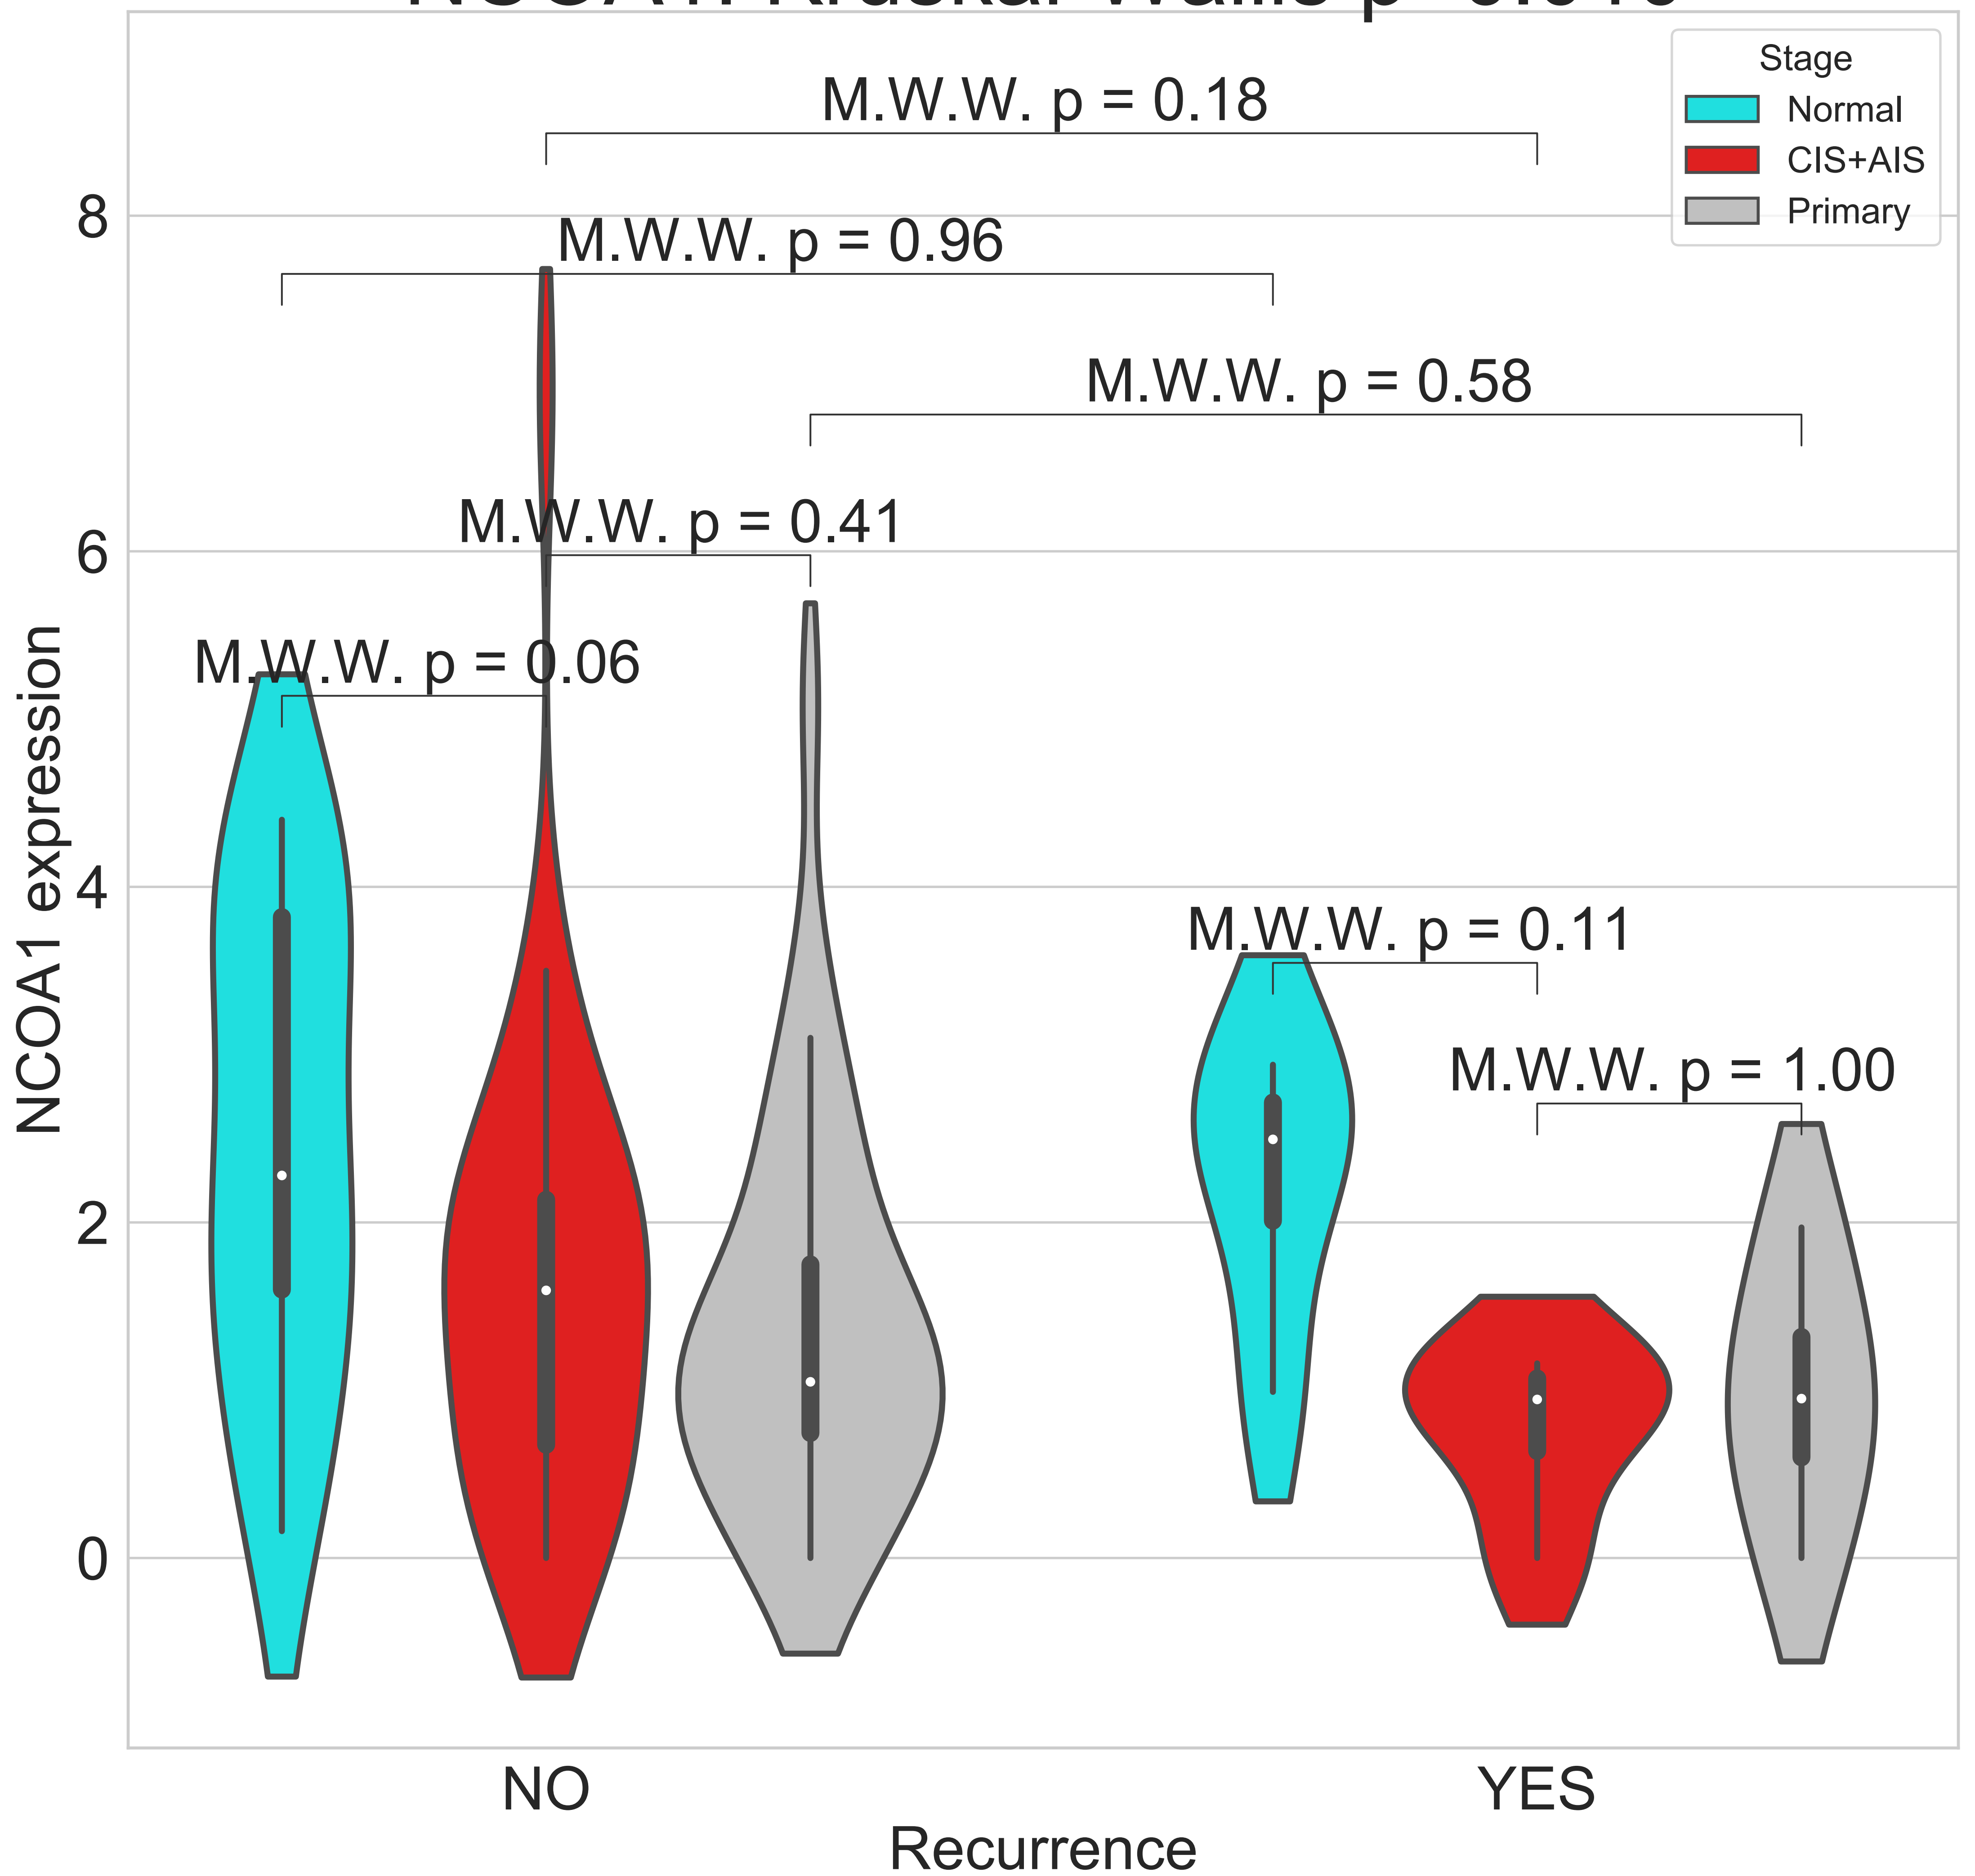 Stage
Normal
CIS+AIS
Primary
M.W.W. p = 0.18
M.W.W. p = 0.96
M.W.W. p = 0.58
M.W.W. p = 0.41
M.W.W. p = 0.06
M.W.W. p = 0.11
M.W.W. p = 1.00
8
6
4
2
0
NCOA1 expression
NO
YES
Recurrence